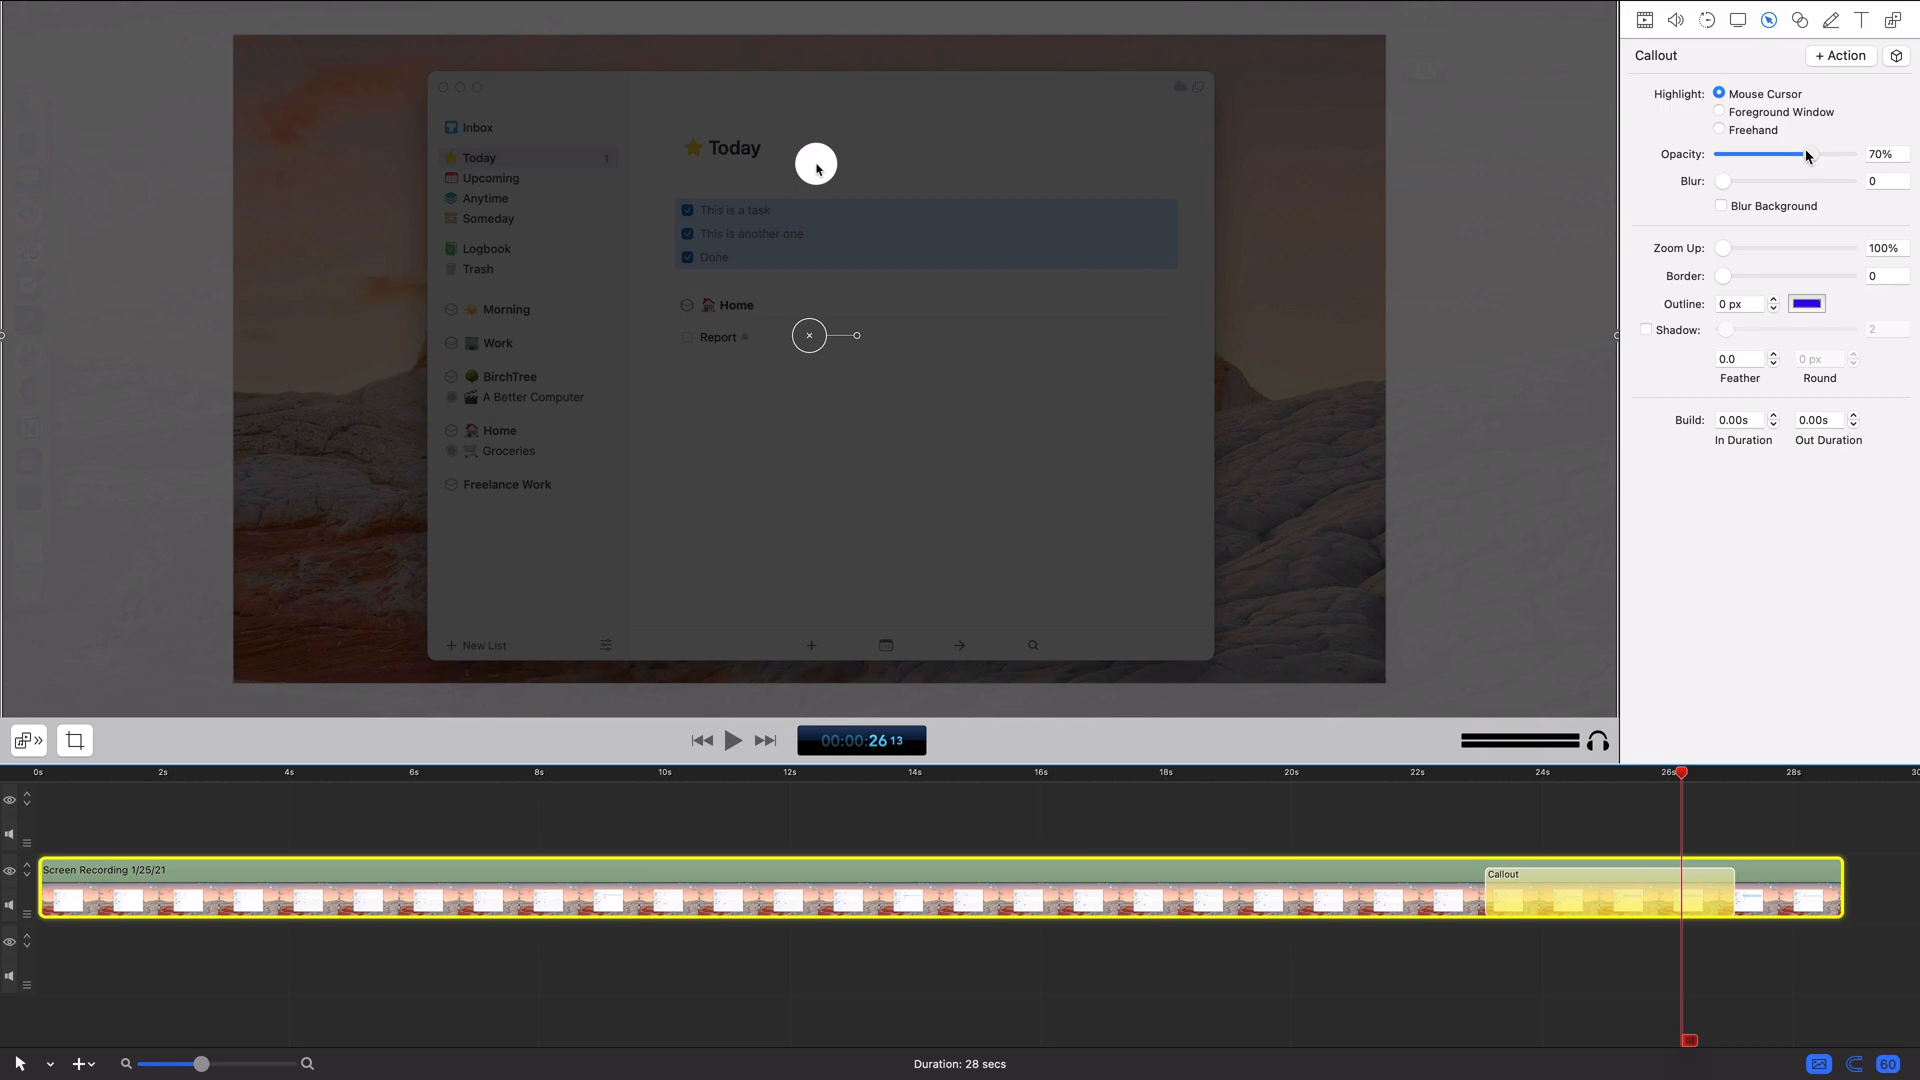 Callout
+ Action
Highlight: Mouse Cursor
Foreground Window
Freehand
Opacity: 70%
Blur: 0
Blur Background
Zoom Up: 100%
Border: 0
Outline: 0 px
Shadow: 2
0.0 0 px
Feather Round
Build: 0.00s 0.00s
In Duration Out Duration
Inbox
Today 1
Upcoming
Anytime
Someday
Logbook
Trash
Morning
Work
BirchTree
A Better Computer
Home
Groceries
Freelance Work
+ New List
Today
This is a task
This is another one
Done
Home
Report
25
00:00:26 13
0s 2s 4s 6s 8s 10s 12s 14s 16s 18s 20s 22s 24s 26s 28s 30
Screen Recording 1/25/21
Callout
Duration: 28 secs
60